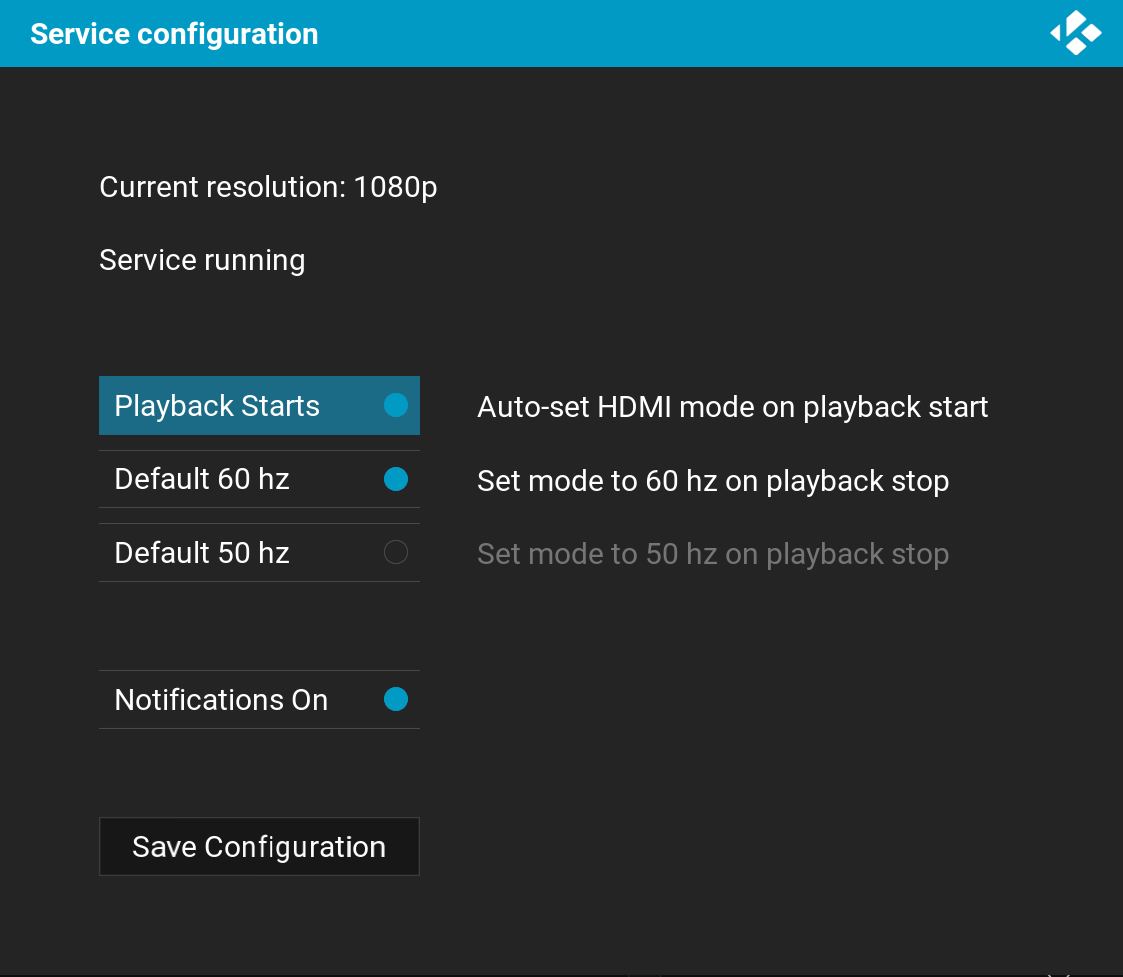 Service configuration
Current resolution: 1080p
Service running
Playback Starts
Auto-set HDMI mode on playback start
Default 60 hz
Set mode to 60 hz on playback stop
Default 50 hz
Set mode to 50 hz on playback stop
Notifications On
Save Configuration